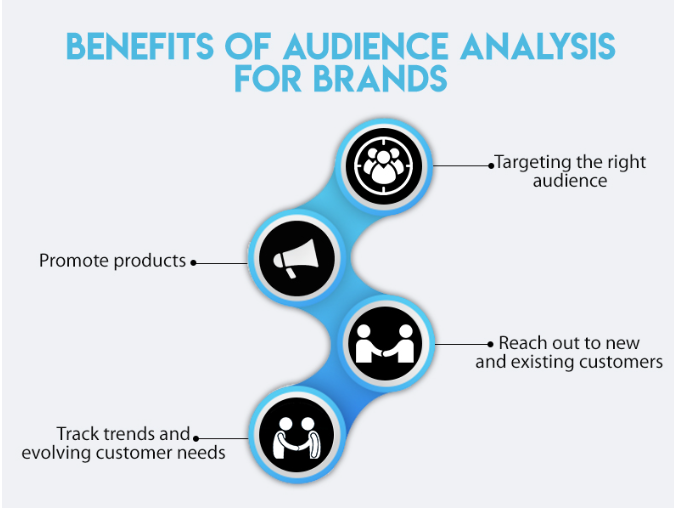 BENEFITS OF AUDIENCE ANALYSIS
FOR BRANDS
Targeting the right
audience
Promote products
Reach out to new
and existing customers
Track trends and
evolving customer needs